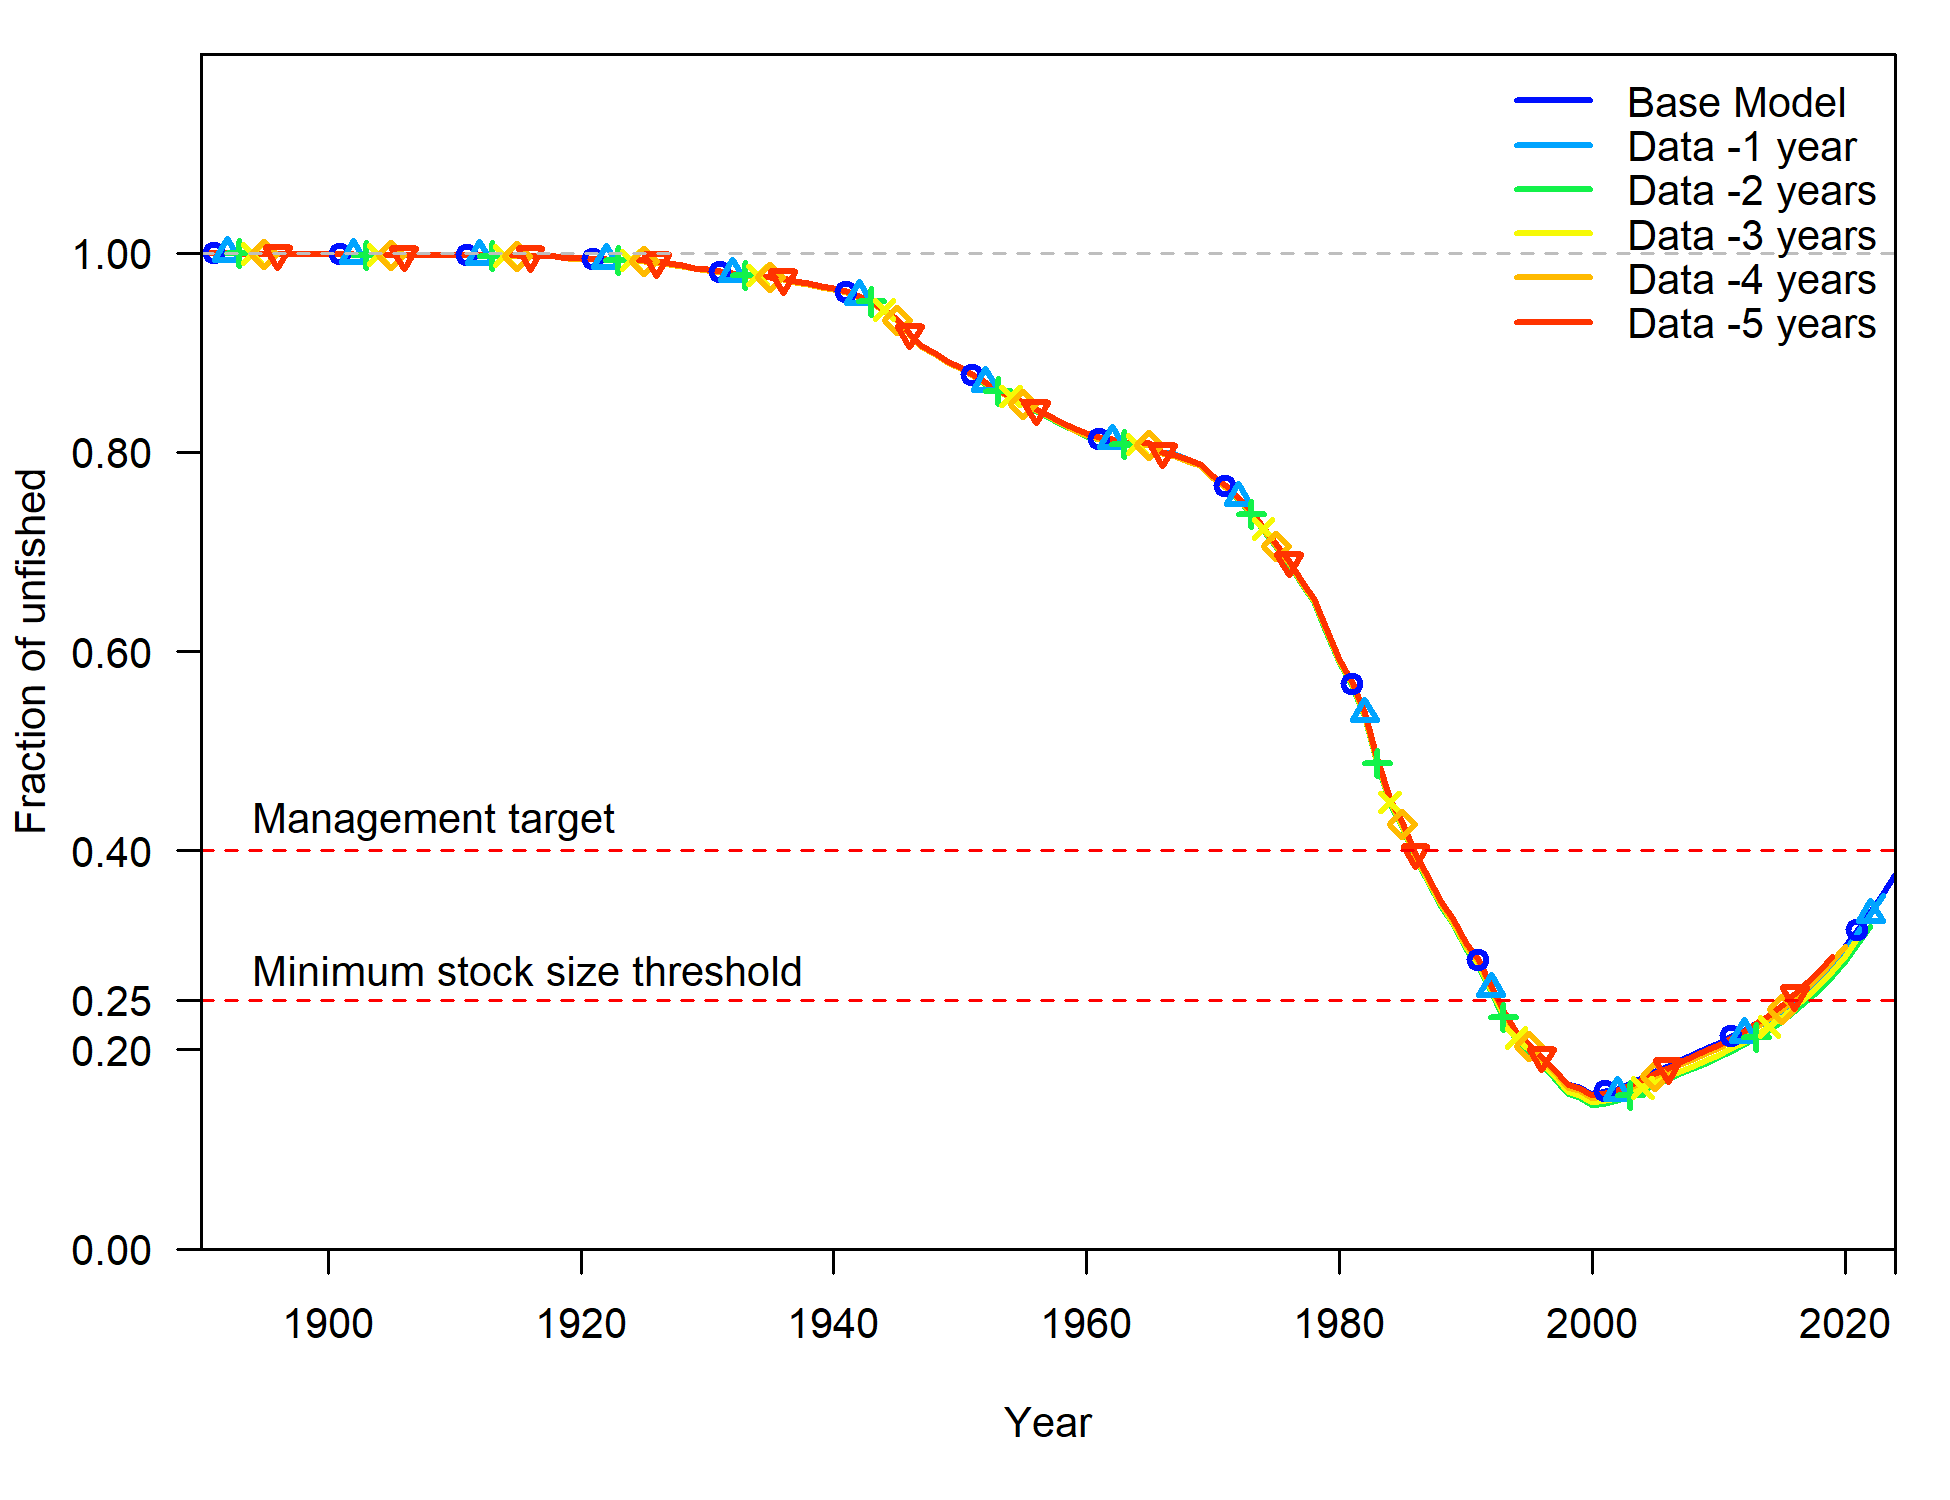 Base Model
Data -1 year
Data -2 years
Data -3 years
Data -4 years
Data -5 years
1.00
0.80
0.60
0.40
0.25
0.20
0.00
Fraction of unfished
Management target
Minimum stock size threshold
1900
1920
1940
1960
1980
2000
2020
Year